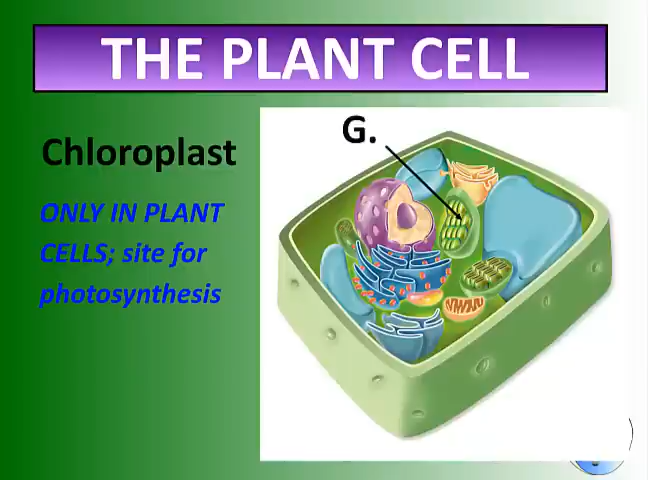 THE PLANT CELL
G.
Chloroplast
ONLY IN PLANT
CELLS; site for
photosynthesis